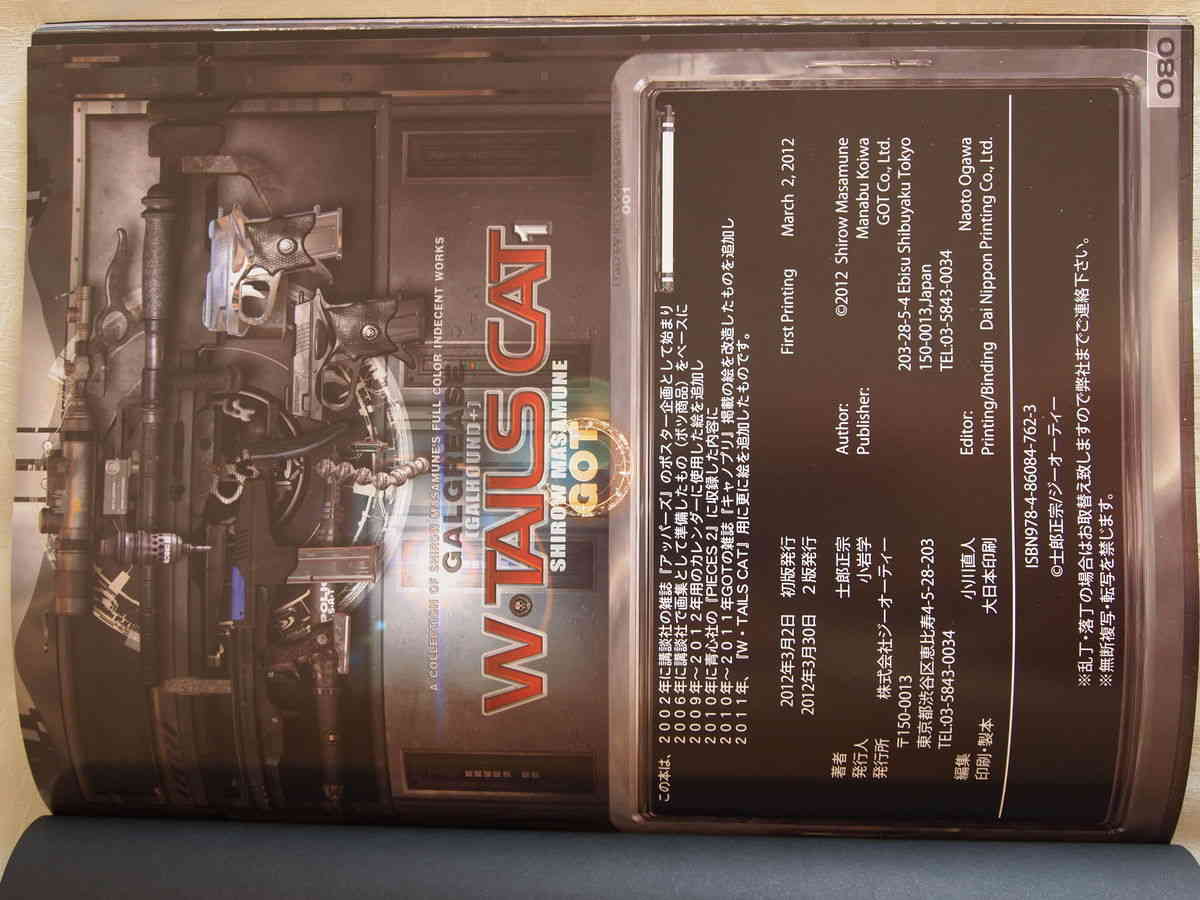 A COLLECTION OF SHIROW MASAMUNE'S FULL COLOR INDECENT WORKS
GALGREASE
[GALHOUND+]
W·TAILS CAT 1
SHIROW MASAMUNE
GOT
POLI
001
この本は、２００２年に講談社の雑誌『アッパーズ』のポスター企画として始まり
２００６年に講談社で画集として準備したもの（ボツ商品）をベースに
２００９年～２０１２年用のカレンダーに使用した絵を追加し
２０１０年に青心社の『PIECES 2』に収録した内容に
２０１０年～２０１１年GOTの雑誌『キャノプリ』掲載の絵を改造したものを追加し
２０１１年、『W・TAILS CAT』用に更に絵を追加したものです。
2012年3月2日 初版発行 First Printing March 2, 2012
2012年3月30日 2版発行
著者 士郎正宗 Author: ©2012 Shirow Masamune
発行人 小岩学 Publisher: Manabu Koiwa
発行所 株式会社ジーオーティー GOT Co., Ltd.
〒150-0013 203-28-5-4 Ebisu Shibuyaku Tokyo
東京都渋谷区恵比寿4-5-28-203 150-0013,Japan
TEL:03-5843-0034 TEL:03-5843-0034
編集 小川直人 Editor: Naoto Ogawa
印刷・製本 大日本印刷 Printing/Binding Dai Nippon Printing Co., Ltd.
ISBN978-4-86084-762-3
©士郎正宗/ジーオーティー
※乱丁・落丁の場合はお取替え致しますので弊社までご連絡下さい。
※無断複写・転写を禁じます。
080